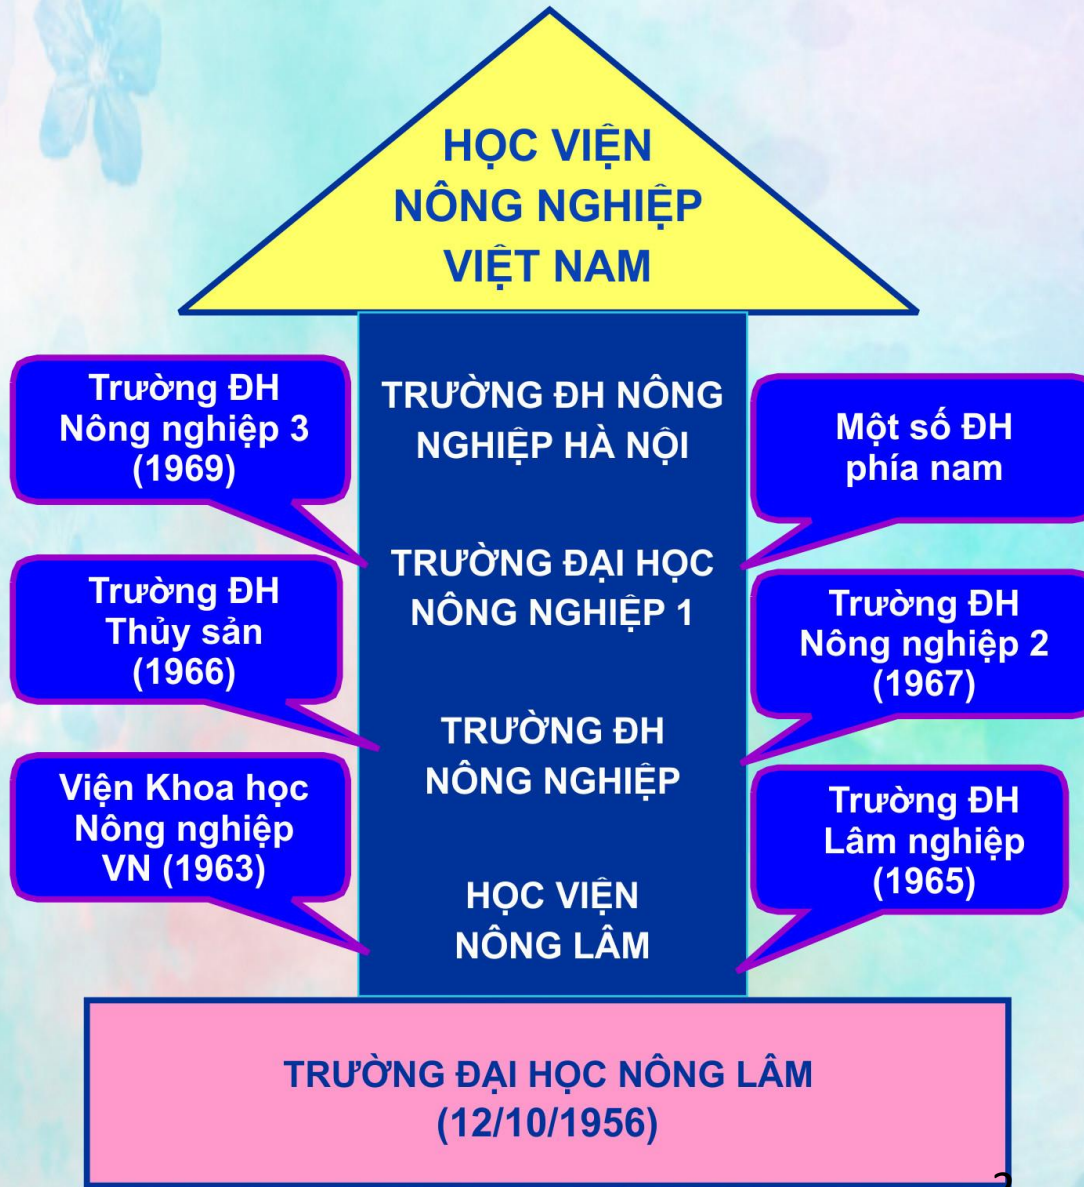 HỌC VIỆN
NÔNG NGHIỆP
VIỆT NAM
TRƯỜNG ĐH NÔNG
NGHIỆP HÀ NỘI
TRƯỜNG ĐẠI HỌC
NÔNG NGHIỆP 1
TRƯỜNG ĐH
NÔNG NGHIỆP
HỌC VIỆN
NÔNG LÂM
Trường ĐH
Nông nghiệp 3
(1969)
Trường ĐH
Thủy sản
(1966)
Viện Khoa học
Nông nghiệp
VN (1963)
Một số ĐH
phía nam
Trường ĐH
Nông nghiệp 2
(1967)
Trường ĐH
Lâm nghiệp
(1965)
TRƯỜNG ĐẠI HỌC NÔNG LÂM
(12/10/1956)